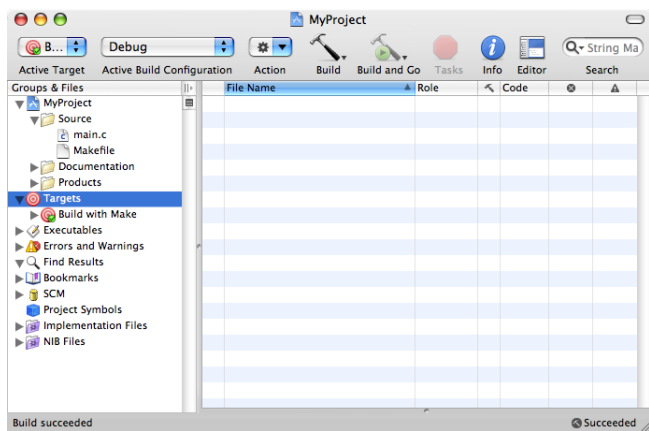 MyProject
B...
Debug
String Ma
Active Target
Active Build Configuration
Action
Build
Build and Go
Tasks
Info
Editor
Search
Groups & Files
File Name
Role
Code
MyProject
Source
main.c
Makefile
Documentation
Products
Targets
Build with Make
Executables
Errors and Warnings
Find Results
Bookmarks
SCM
Project Symbols
Implementation Files
NIB Files
Build succeeded
Succeeded